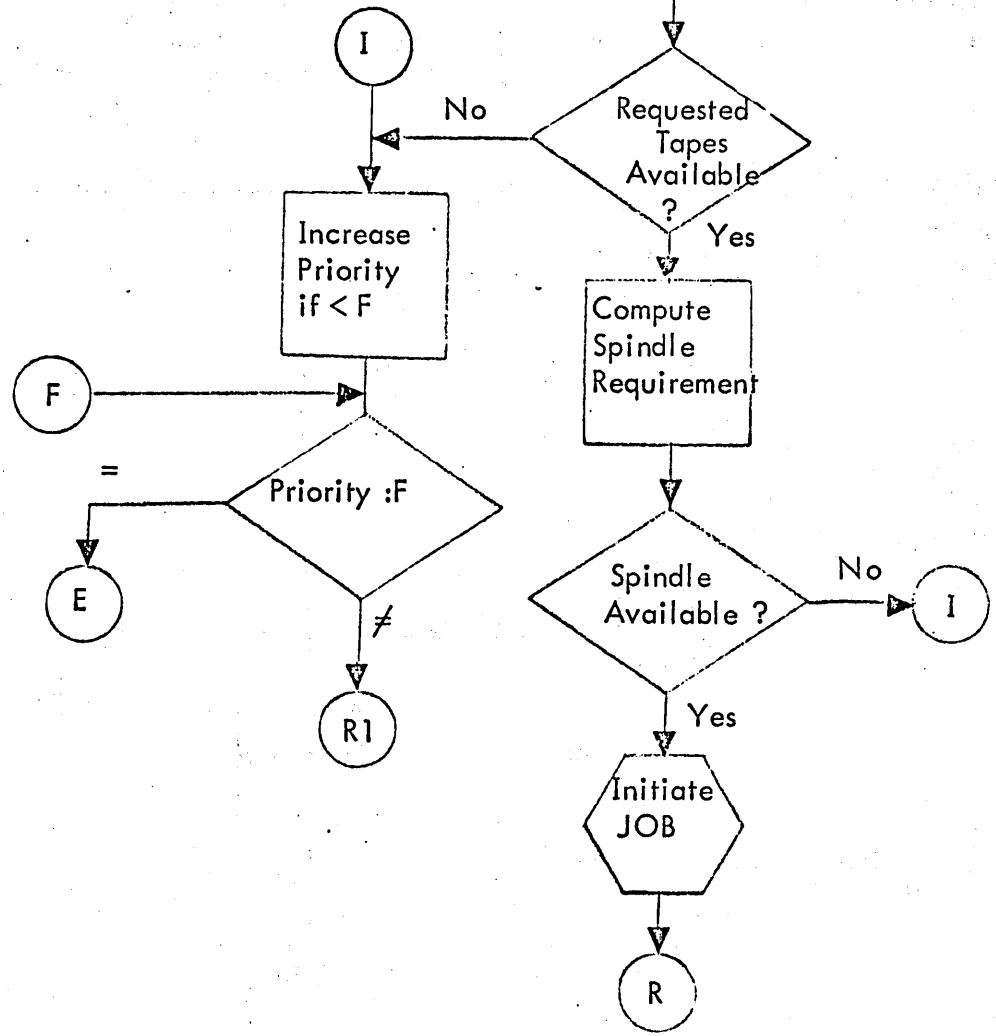 I
No
Requested
Tapes
Available
?
Yes
Increase
Priority
if < F
Compute
Spindle
Requirement
F
=
Priority :F
E
≠
R1
Spindle
Available ?
No
I
Yes
Initiate
JOB
R